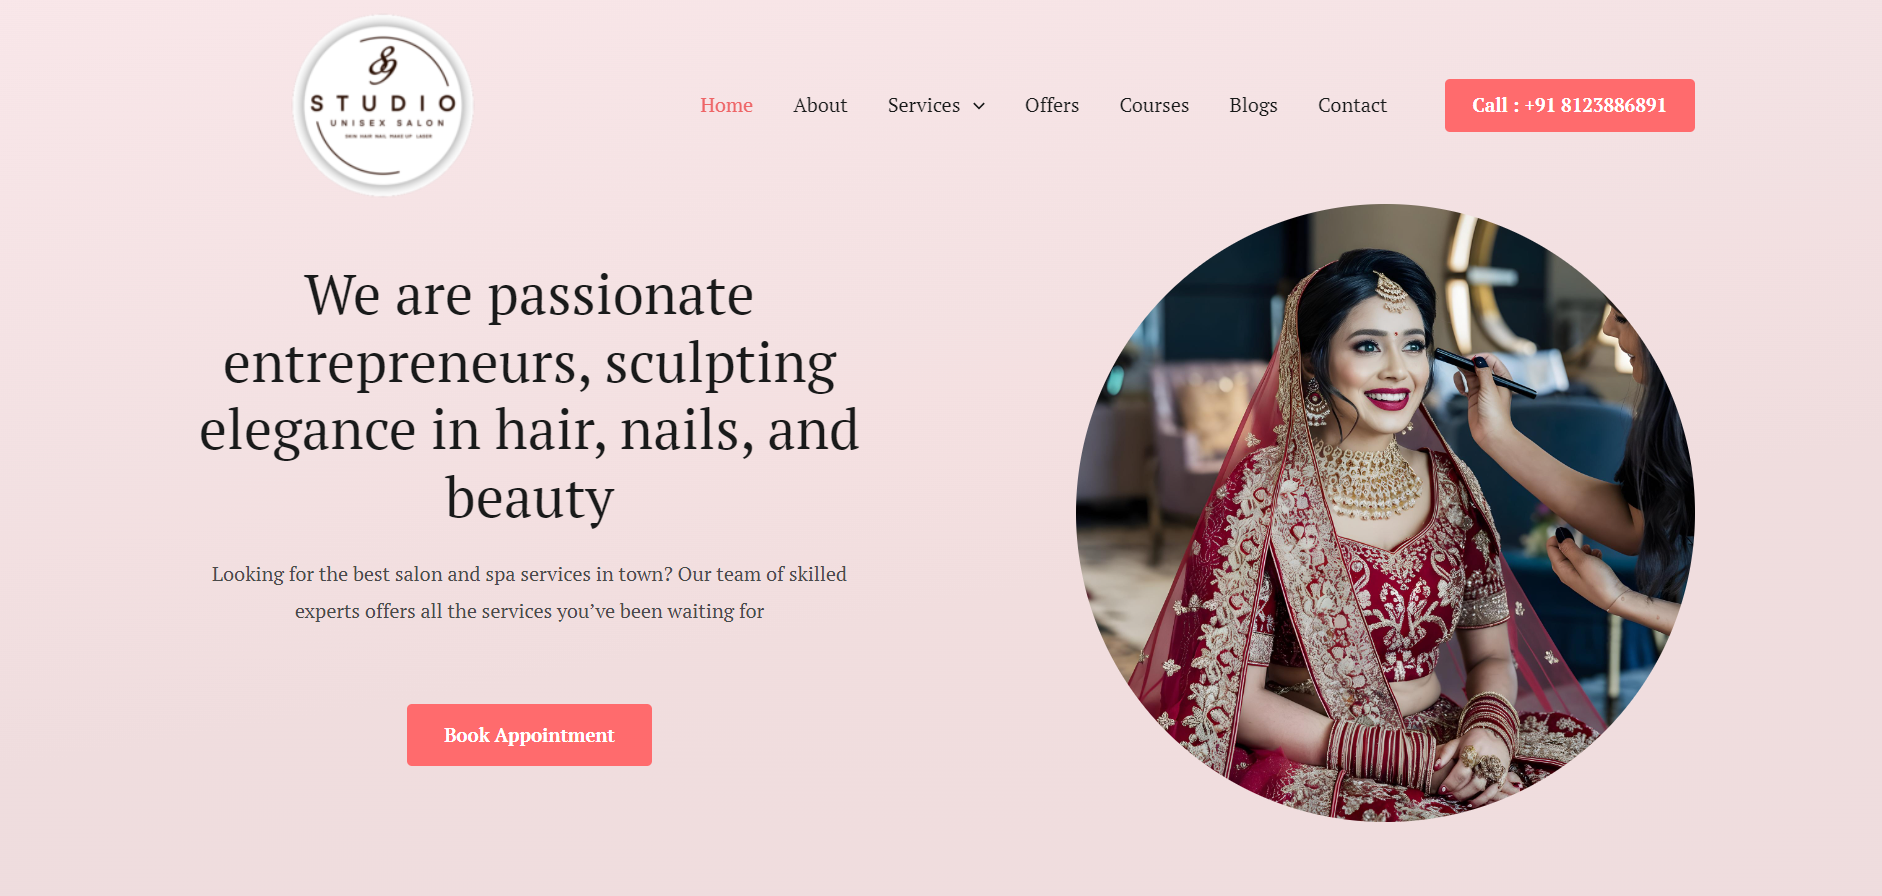 89
STUDIO
UNISEX SALON
SKIN HAIR NAIL MAKE UP LASER
Home About Services Offers Courses Blogs Contact
Call : +91 8123886891
We are passionate
entrepreneurs, sculpting
elegance in hair, nails, and
beauty
Looking for the best salon and spa services in town? Our team of skilled
experts offers all the services you’ve been waiting for
Book Appointment